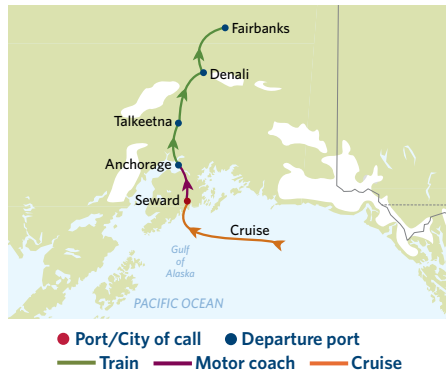 Fairbanks
Denali
Talkeetna
Anchorage
Seward
Cruise
Gulf
of
Alaska
PACIFIC OCEAN
Port/City of call Departure port
Train Motor coach Cruise